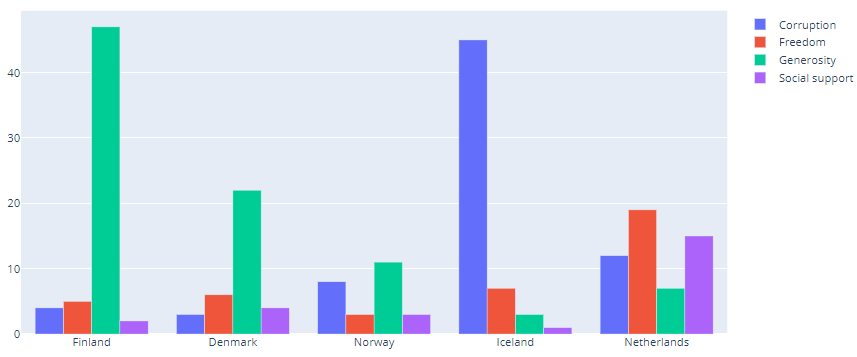 Corruption
Freedom
Generosity
Social support
40
30
20
10
0
Finland Denmark Norway Iceland Netherlands